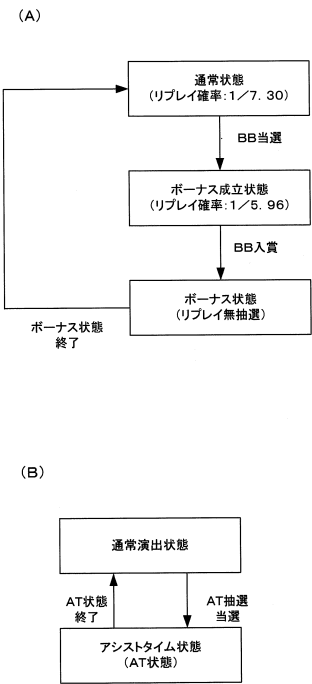 (A)
通常状態
(リプレイ確率:1/7.30)
BB当選
ボーナス成立状態
(リプレイ確率:1/5.96)
BB入賞
ボーナス状態
(リプレイ無抽選)
ボーナス状態
終了
(B)
通常演出状態
AT状態
終了
AT抽選
当選
アシストタイム状態
(AT状態)